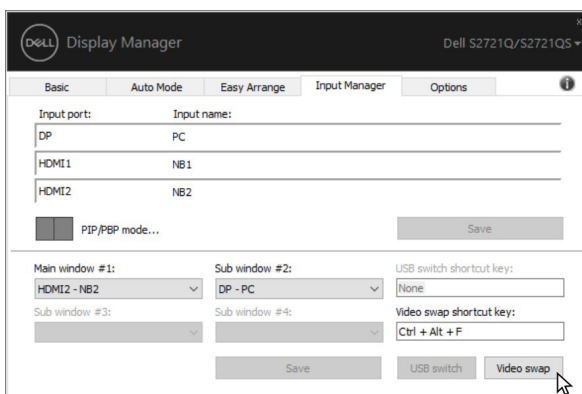 DELL Display Manager
Dell S2721Q/S2721QS
Basic Auto Mode Easy Arrange Input Manager Options
Input port: Input name:
DP PC
HDMI1 NB1
HDMI2 NB2
PIP/PBP mode... Save
Main window #1: Sub window #2: USB switch shortcut key:
HDMI2 - NB2 DP - PC None
Sub window #3: Sub window #4: Video swap shortcut key:
Ctrl + Alt + F
Save USB switch Video swap